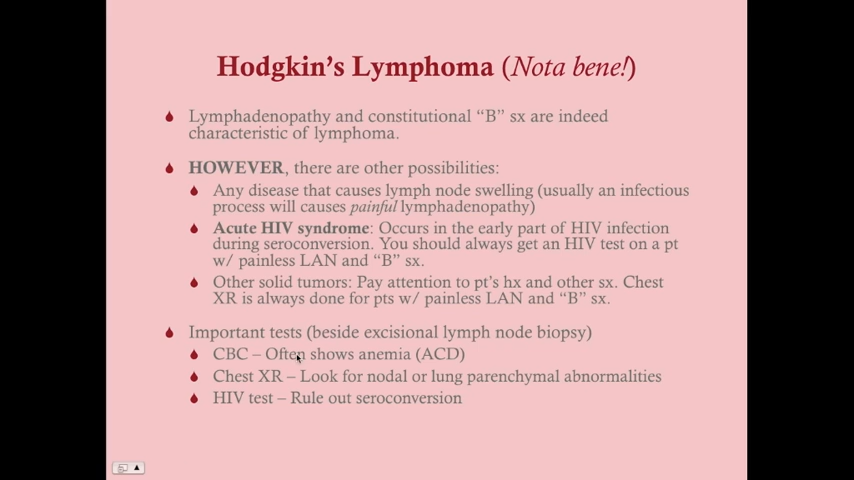 Hodgkin's Lymphoma (Nota bene!)
Lymphadenopathy and constitutional “B” sx are indeed
characteristic of lymphoma.
HOWEVER, there are other possibilities:
Any disease that causes lymph node swelling (usually an infectious
process will causes painful lymphadenopathy)
Acute HIV syndrome: Occurs in the early part of HIV infection
during seroconversion. You should always get an HIV test on a pt
w/ painless LAN and “B” sx.
Other solid tumors: Pay attention to pt's hx and other sx. Chest
XR is always done for pts w/ painless LAN and “B” sx.
Important tests (beside excisional lymph node biopsy)
CBC – Often shows anemia (ACD)
Chest XR – Look for nodal or lung parenchymal abnormalities
HIV test – Rule out seroconversion